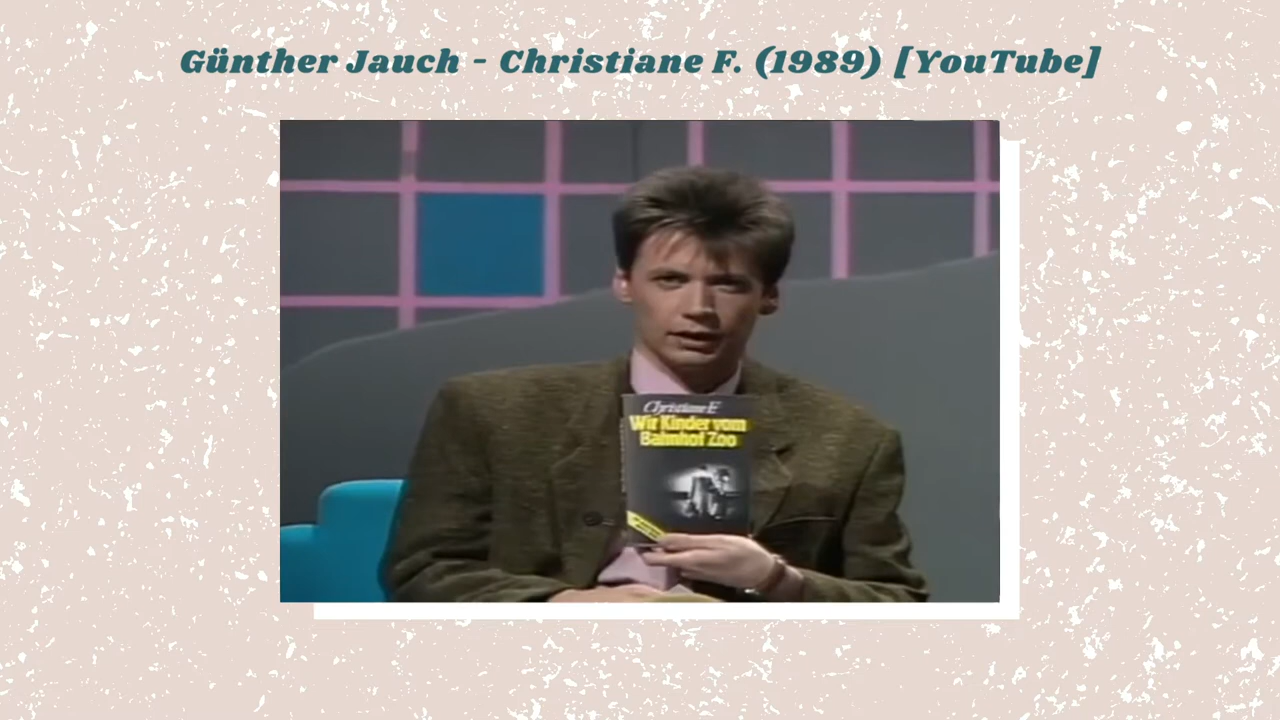 Günther Jauch - Christiane F. (1989) [YouTube]
Christiane F.
Wir Kinder vom
Bahnhof Zoo